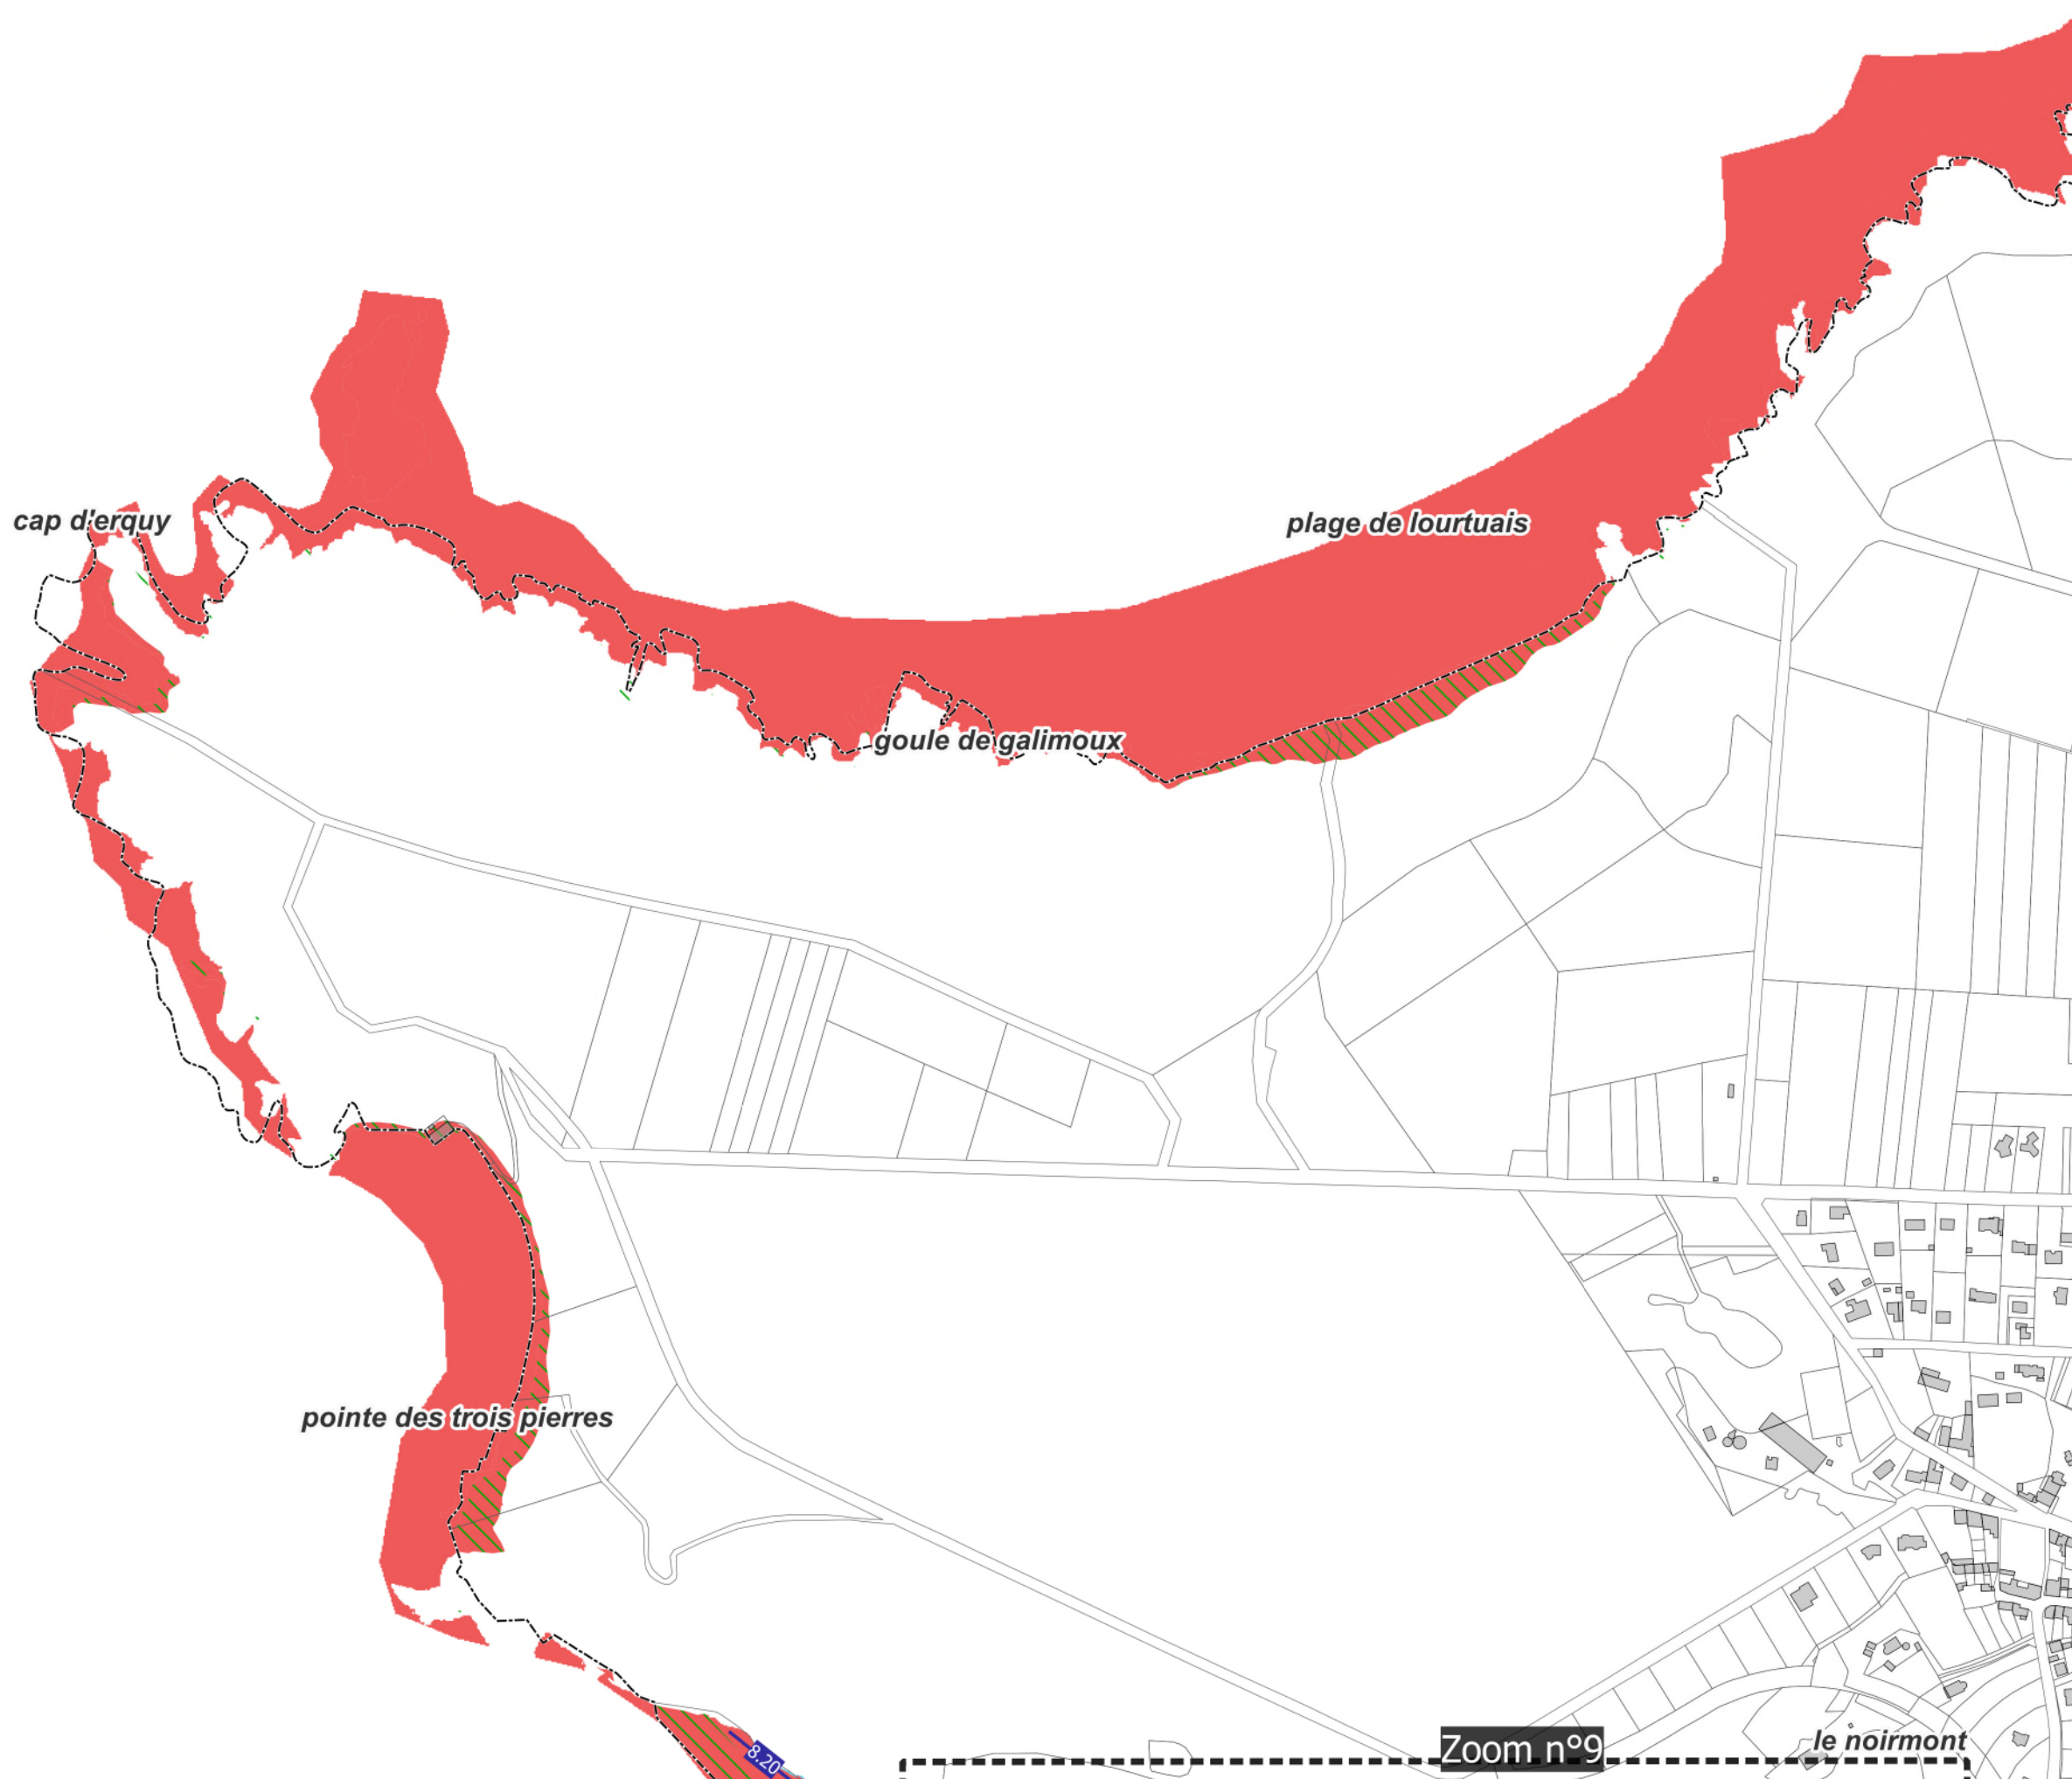 cap d'erquy
plage de lourtuais
goule de galimoux
pointe des trois pierres
8.20
Zoom n°9
le noirmont